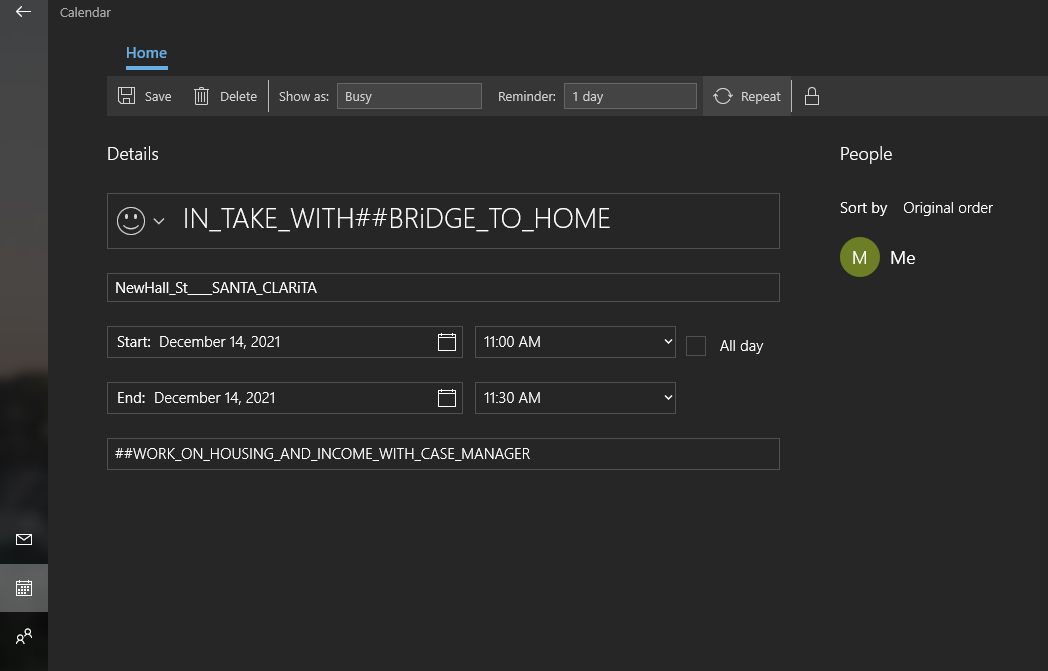 Calendar
Home
Save Delete Show as: Busy Reminder: 1 day Repeat
Details
People
IN_TAKE_WITH##BRiDGE_TO_HOME
Sort by Original order
M Me
NewHall_St___SANTA_CLARiTA
Start: December 14, 2021 11:00 AM All day
End: December 14, 2021 11:30 AM
##WORK_ON_HOUSING_AND_INCOME_WITH_CASE_MANAGER